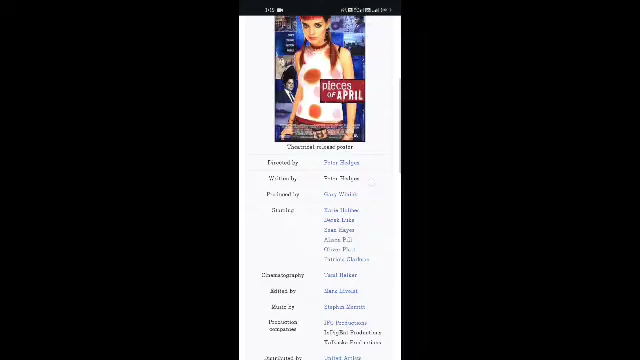 pieces
OF APRIL
Theatrical release poster
Directed by Peter Hedges
Written by Peter Hedges
Produced by Gary Winick
Starring Katie Holmes
Derek Luke
Sean Hayes
Alison Pill
Oliver Platt
Patricia Clarkson
Cinematography Tami Reiker
Edited by Mark Livolsi
Music by Stephin Merritt
Production companies IFC Productions
InDigEnt Productions
Kalkaska Productions
Distributed by United Artists